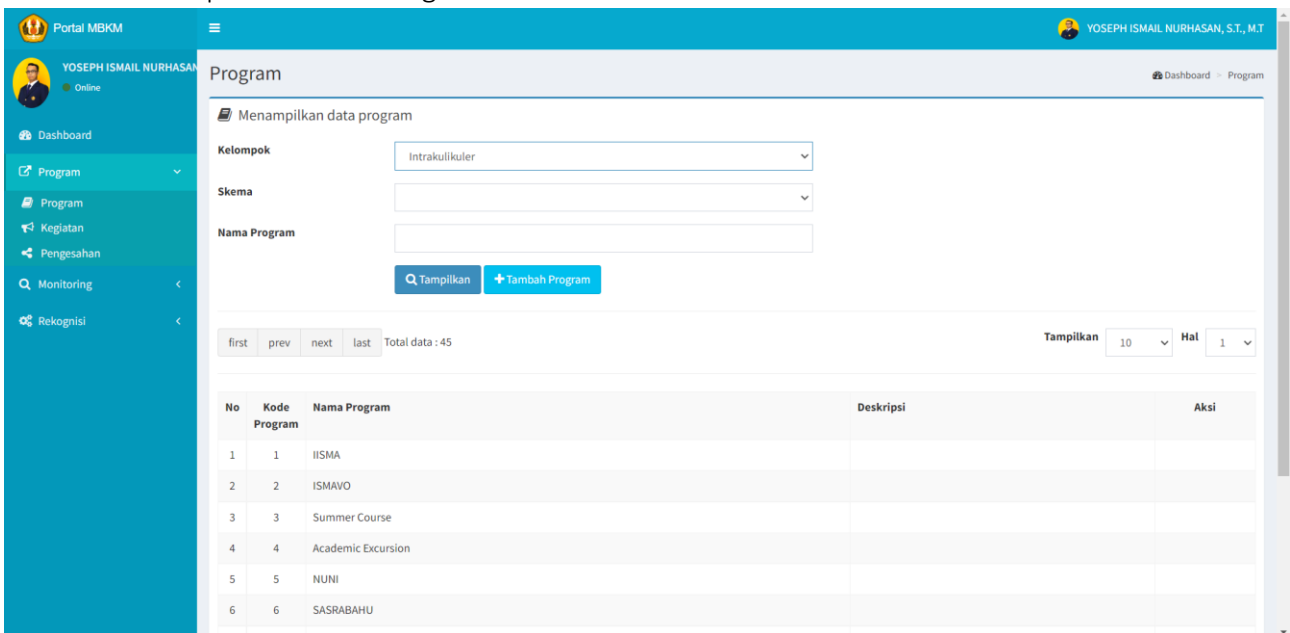 Portal MBKM
YOSEPH ISMAIL NURHASAN, S.T., M.T
YOSEPH ISMAIL NURHASAN
Online
Dashboard
Program
Program
Kegiatan
Pengesahan
Monitoring
Rekognisi
Program
Dashboard > Program
Menampilkan data program
Kelompok
Intrakulikuler
Skema
Nama Program
Tampilkan
Tambah Program
first prev next last Total data : 45
Tampilkan 10 Hal 1
No Kode Program Nama Program Deskripsi Aksi
1 1 IISMA
2 2 ISMAVO
3 3 Summer Course
4 4 Academic Excursion
5 5 NUNI
6 6 SASRABAHU